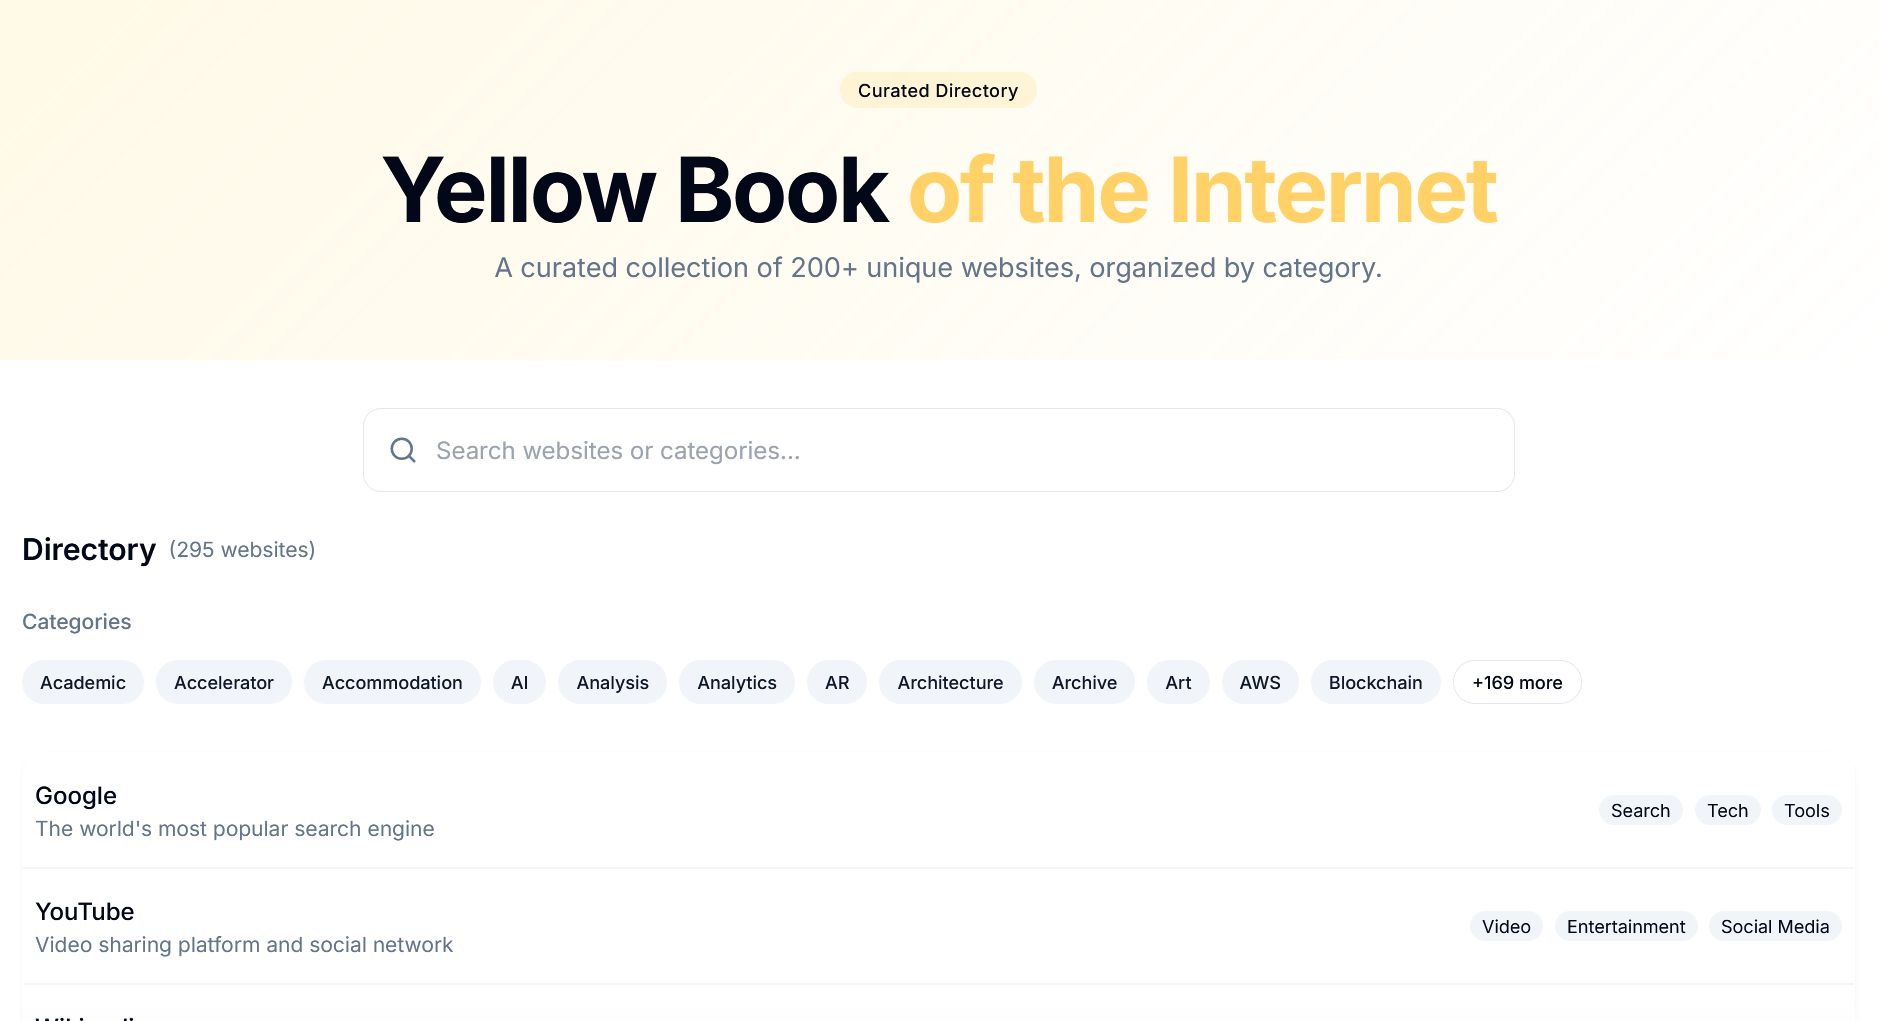 Curated Directory
Yellow Book of the Internet
A curated collection of 200+ unique websites, organized by category.
Search websites or categories...
Directory (295 websites)
Categories
Academic Accelerator Accommodation AI Analysis Analytics AR Architecture Archive Art AWS Blockchain +169 more
Google
The world's most popular search engine
Search Tech Tools
YouTube
Video sharing platform and social network
Video Entertainment Social Media